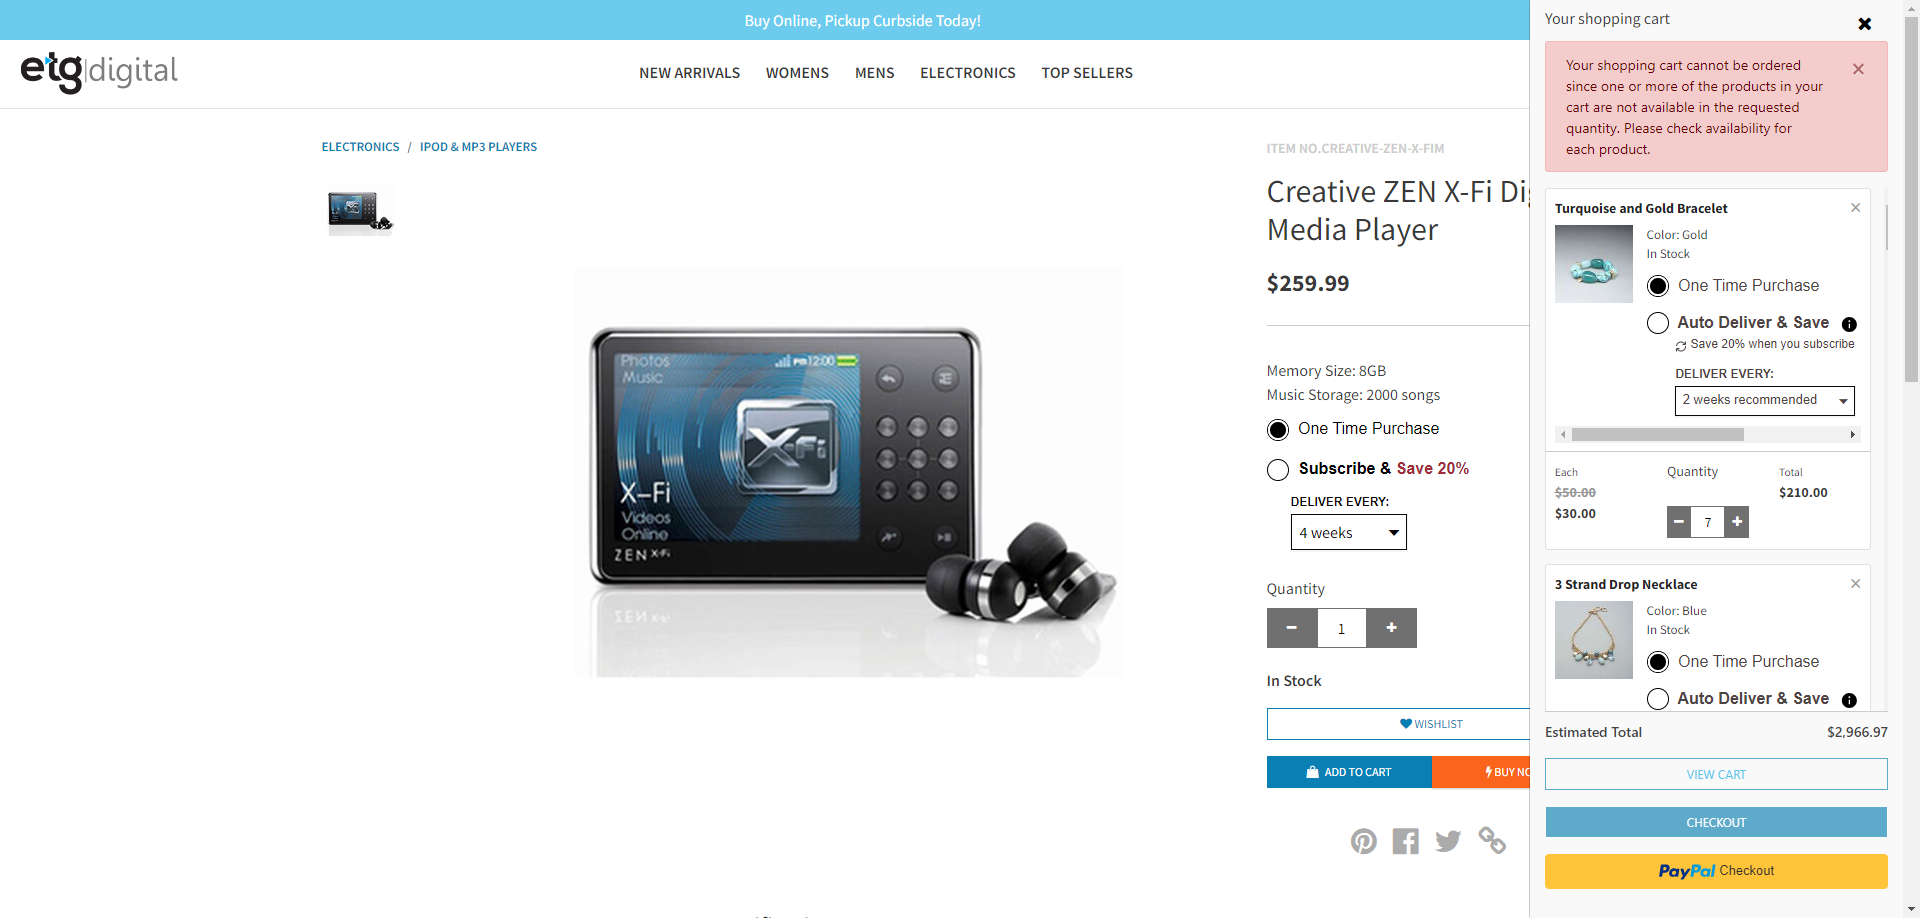 Buy Online, Pickup Curbside Today!
etg|digital
NEW ARRIVALS WOMENS MENS ELECTRONICS TOP SELLERS
ELECTRONICS / IPOD & MP3 PLAYERS
ITEM NO.CREATIVE-ZEN-X-FIM
Creative ZEN X-Fi Di
Media Player
$259.99
Memory Size: 8GB
Music Storage: 2000 songs
One Time Purchase
Subscribe & Save 20%
DELIVER EVERY:
4 weeks
Quantity
1
In Stock
WISHLIST
ADD TO CART
BUY NO
Photos
Music
12:00
X-Fi
X-Fi
Videos
Online
ZEN X-Fi
Your shopping cart
Your shopping cart cannot be ordered
since one or more of the products in your
cart are not available in the requested
quantity. Please check availability for
each product.
Turquoise and Gold Bracelet
Color: Gold
In Stock
One Time Purchase
Auto Deliver & Save
Save 20% when you subscribe
DELIVER EVERY:
2 weeks recommended
Each Quantity Total
$50.00 $210.00
$30.00
7
3 Strand Drop Necklace
Color: Blue
In Stock
One Time Purchase
Auto Deliver & Save
Estimated Total $2,966.97
VIEW CART
CHECKOUT
PayPal Checkout